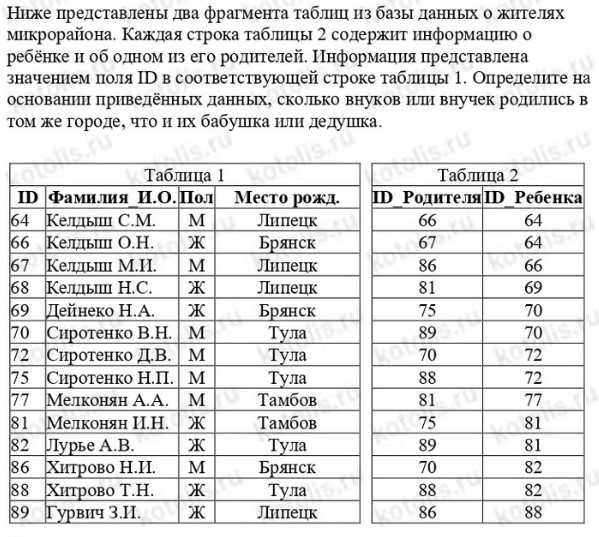 Ниже представлены два фрагмента таблиц из базы данных о жителях
микрорайона. Каждая строка таблицы 2 содержит информацию о
ребёнке и об одном из его родителей. Информация представлена
значением поля ID в соответствующей строке таблицы 1. Определите на
основании приведённых данных, сколько внуков или внучек родились в
том же городе, что и их бабушка или дедушка.
Таблица 1
ID Фамилия_И.О. Пол Место рожд.
64 Келдыш С.М. М Липецк
66 Келдыш О.Н. Ж Брянск
67 Келдыш М.И. М Липецк
68 Келдыш Н.С. Ж Липецк
69 Дейнеко Н.А. Ж Брянск
70 Сиротенко В.Н. М Тула
72 Сиротенко Д.В. М Тула
75 Сиротенко Н.П. М Тула
77 Мелконян А.А. М Тамбов
81 Мелконян И.Н. Ж Тамбов
82 Лурье А.В. Ж Тула
86 Хитрово Н.И. М Брянск
88 Хитрово Т.Н. Ж Тула
89 Гурвич З.И. Ж Липецк
Таблица 2
ID_Родителя ID_Ребенка
66 64
67 64
86 66
81 69
75 70
89 70
70 72
88 72
81 77
75 81
89 81
70 82
88 82
86 88
kotolis.ru